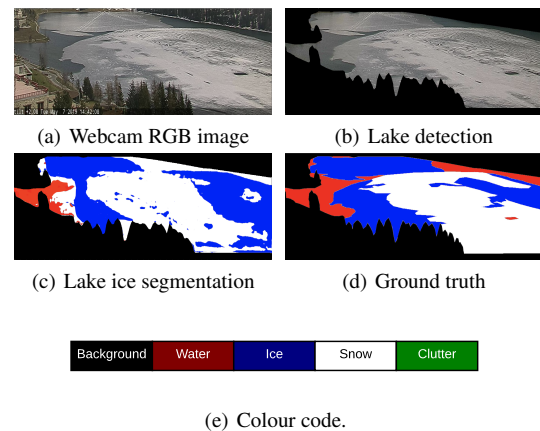 (a) Webcam RGB image
(b) Lake detection
(c) Lake ice segmentation
(d) Ground truth
Background Water Ice Snow Clutter
(e) Colour code.